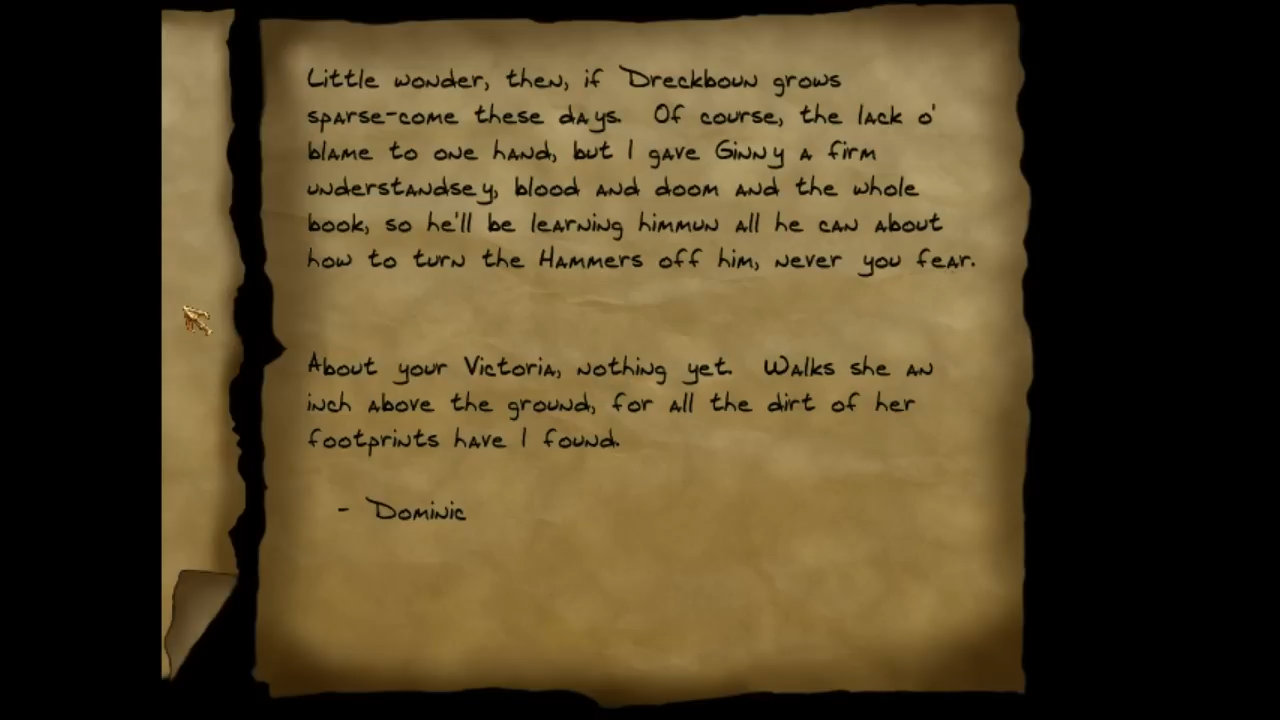 Little wonder, then, if Dreckboun grows
sparse-come these days.  Of course, the lack o'
blame to one hand, but I gave Ginny a firm
understandsey, blood and doom and the whole
book, so he'll be learning himmun all he can about
how to turn the Hammers off him, never you fear.
About your Victoria, nothing yet.  Walks she an
inch above the ground, for all the dirt of her
footprints have I found.
- Dominic